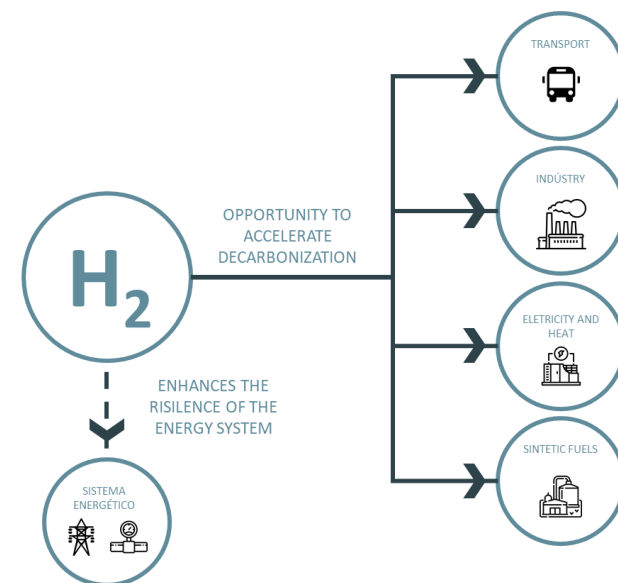 TRANSPORT
INDÚSTRY
OPPORTUNITY TO
ACCELERATE
DECARBONIZATION
H2
ELETRICITY AND
HEAT
ENHANCES THE
RISILENCE OF THE
ENERGY SYSTEM
SINTETIC FUELS
SISTEMA
ENERGÉTICO